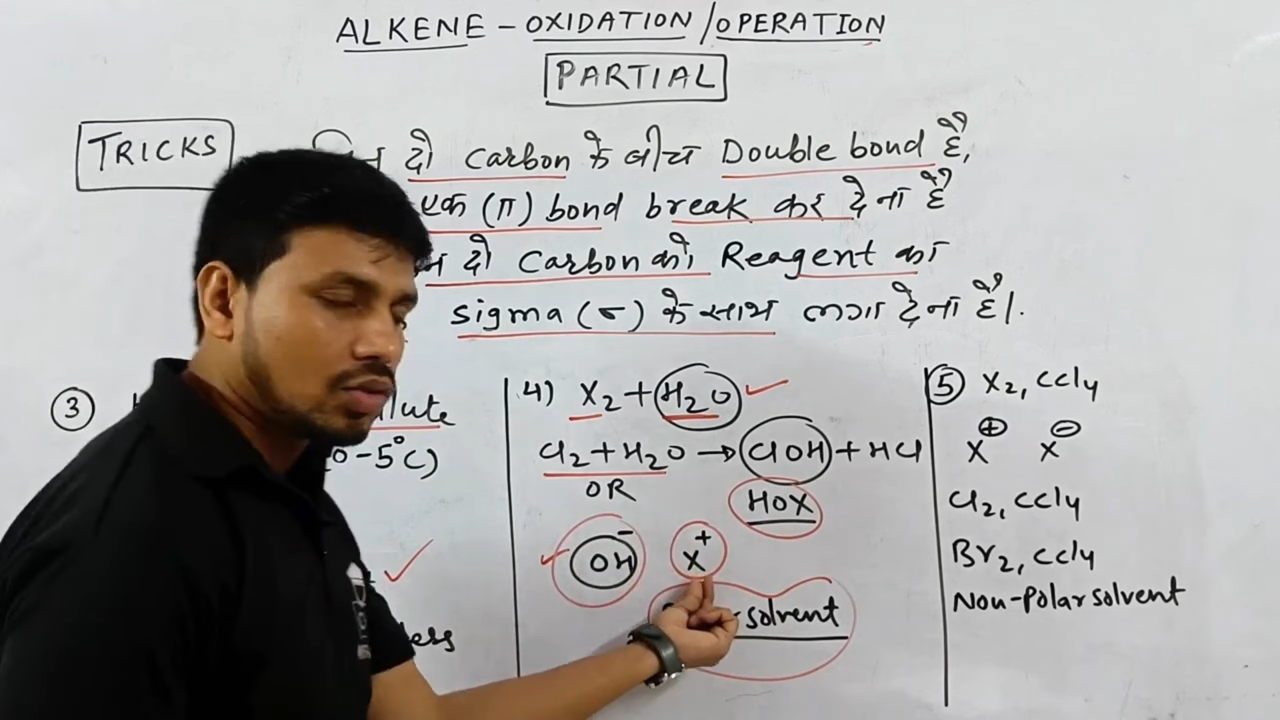 ALKENE - OXIDATION / OPERATION
PARTIAL
TRICKS
दो Carbon के बीच Double bond है,
एक (π) bond break कर देना है
दो Carbon को Reagent का
sigma (σ) के साथ लगा देना है।
③
lute
0-5°C)
4) X₂ + H₂O ✓
Cl₂ + H₂O → ClOH + HCl
OR
HOX
✓ OH⁻ X⁺
solvent
⑤ X₂, CCl₄
X⊕ X⊖
Cl₂, CCl₄
Br₂, CCl₄
Non-Polar solvent
✓
less